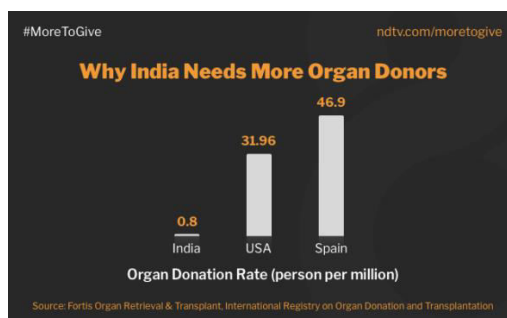 #MoreToGive
ndtv.com/moretogive
Why India Needs More Organ Donors
46.9
31.96
0.8
India USA Spain
Organ Donation Rate (person per million)
Source: Fortis Organ Retrieval & Transplant, International Registry on Organ Donation and Transplantation